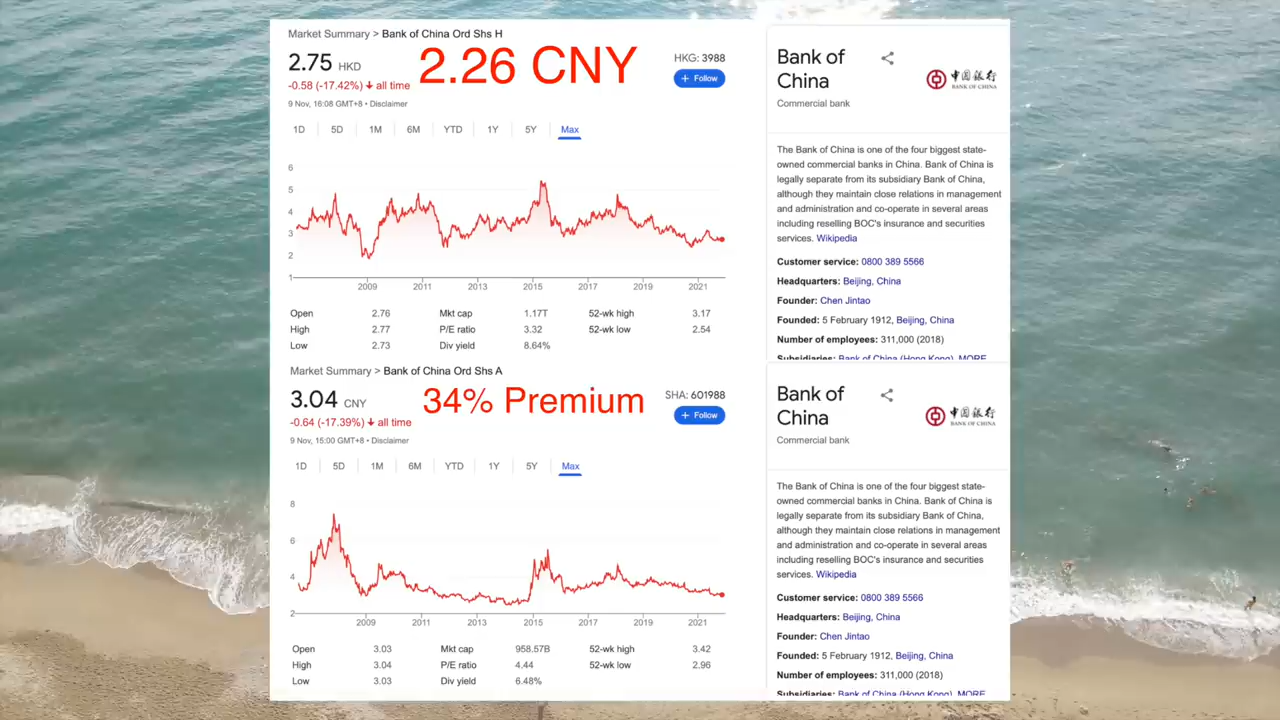 Market Summary > Bank of China Ord Shs H
2.75 HKD
2.26 CNY
HKG: 3988
+ Follow
-0.58 (-17.42%) ↓ all time
9 Nov, 16:08 GMT+8 • Disclaimer
1D 5D 1M 6M YTD 1Y 5Y Max
6
5
4
3
2
1
2009 2011 2013 2015 2017 2019 2021
Open 2.76 Mkt cap 1.17T 52-wk high 3.17
High 2.77 P/E ratio 3.32 52-wk low 2.54
Low 2.73 Div yield 8.64%
Bank of
China
中国银行
BANK OF CHINA
Commercial bank
The Bank of China is one of the four biggest state-
owned commercial banks in China. Bank of China is
legally separate from its subsidiary Bank of China,
although they maintain close relations in management
and administration and co-operate in several areas
including reselling BOC's insurance and securities
services. Wikipedia
Customer service: 0800 389 5566
Headquarters: Beijing, China
Founder: Chen Jintao
Founded: 5 February 1912, Beijing, China
Number of employees: 311,000 (2018)
Subsidiaries: Bank of China (Hong Kong), MORE
Market Summary > Bank of China Ord Shs A
3.04 CNY
34% Premium
SHA: 601988
+ Follow
-0.64 (-17.39%) ↓ all time
9 Nov, 15:00 GMT+8 • Disclaimer
1D 5D 1M 6M YTD 1Y 5Y Max
8
6
4
2
2009 2011 2013 2015 2017 2019 2021
Open 3.03 Mkt cap 958.57B 52-wk high 3.42
High 3.04 P/E ratio 4.44 52-wk low 2.96
Low 3.03 Div yield 6.48%
Bank of
China
中国银行
BANK OF CHINA
Commercial bank
The Bank of China is one of the four biggest state-
owned commercial banks in China. Bank of China is
legally separate from its subsidiary Bank of China,
although they maintain close relations in management
and administration and co-operate in several areas
including reselling BOC's insurance and securities
services. Wikipedia
Customer service: 0800 389 5566
Headquarters: Beijing, China
Founder: Chen Jintao
Founded: 5 February 1912, Beijing, China
Number of employees: 311,000 (2018)
Subsidiaries: Bank of China (Hong Kong), MORE